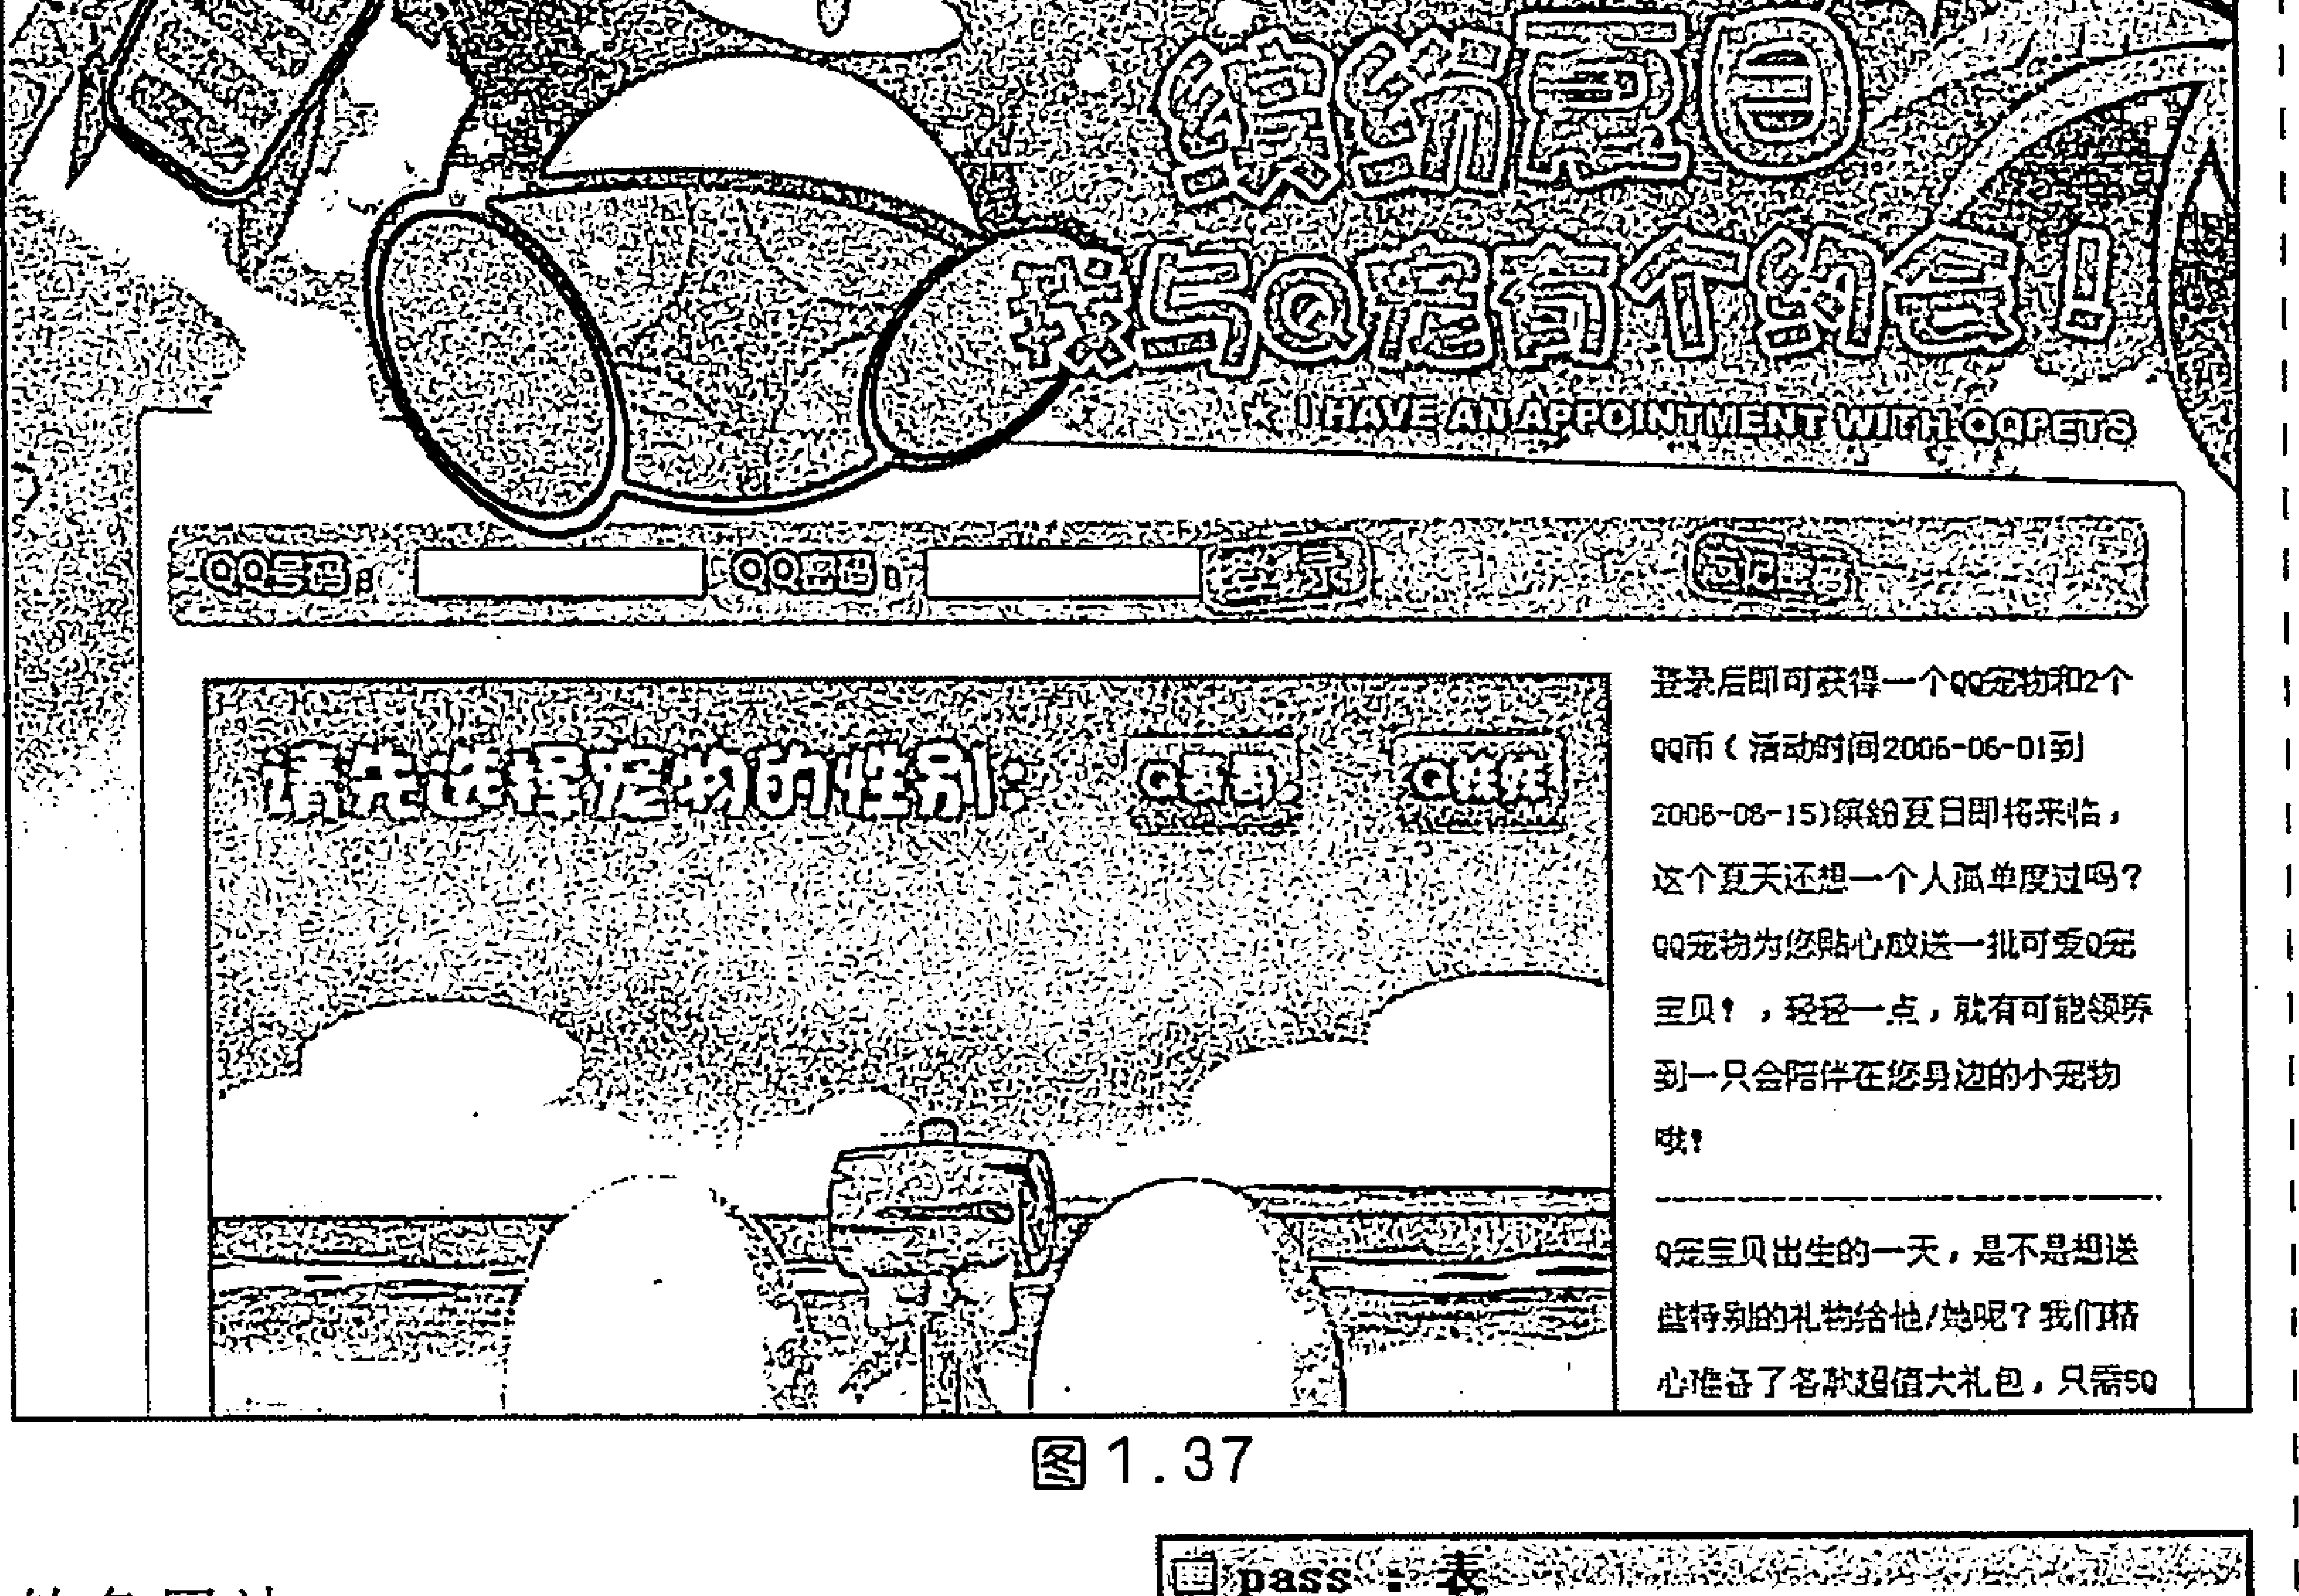 缤纷夏日
我与Q宠有个约会！
★ I HAVE AN APPOINTMENT WITH QQPETS
QQ号码： QQ密码： 登录
请先选择宠物的性别： Q哥哥 Q妹妹
登录后即可获得一个QQ宠物和2个
QQ币（活动时间2006-06-01到
2006-06-15)缤纷夏日即将来临，
这个夏天还想一个人孤单度过吗？
QQ宠物为您贴心放送一批可爱Q宠
宝贝！，轻轻一点，就有可能领养
到一只会陪伴在您身边的小宠物
哦！
Q宠宝贝出生的一天，是不是想送
些特别的礼物给他/她呢？我们精
心准备了各款超值大礼包，只需5Q
图1.37
pass : 表